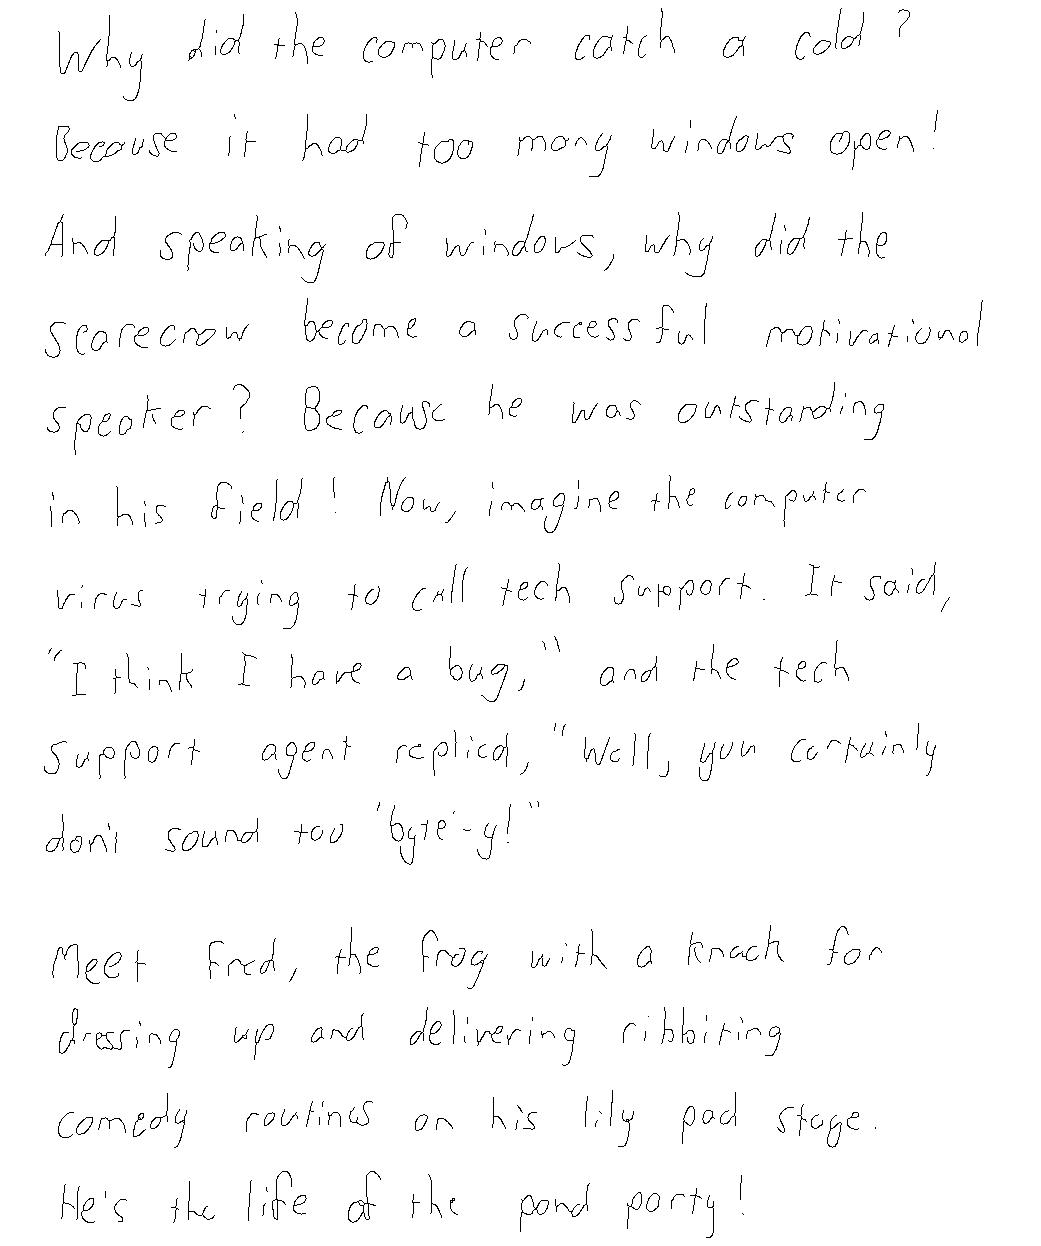 Why did the computer catch a cold?
Because it had too many windows open!
And speaking of windows, why did the
scarecrow become a successful motivational
speaker? Because he was outstanding
in his field! Now, imagine the computer
virus trying to call tech support. It said,
"I think I have a bug," and the tech
support agent replied, "Well, you certainly
don't sound too 'byte'-y!"
Meet Fred, the frog with a knack for
dressing up and delivering ribbiting
comedy routines on his lily pad stage.
He's the life of the pond party!